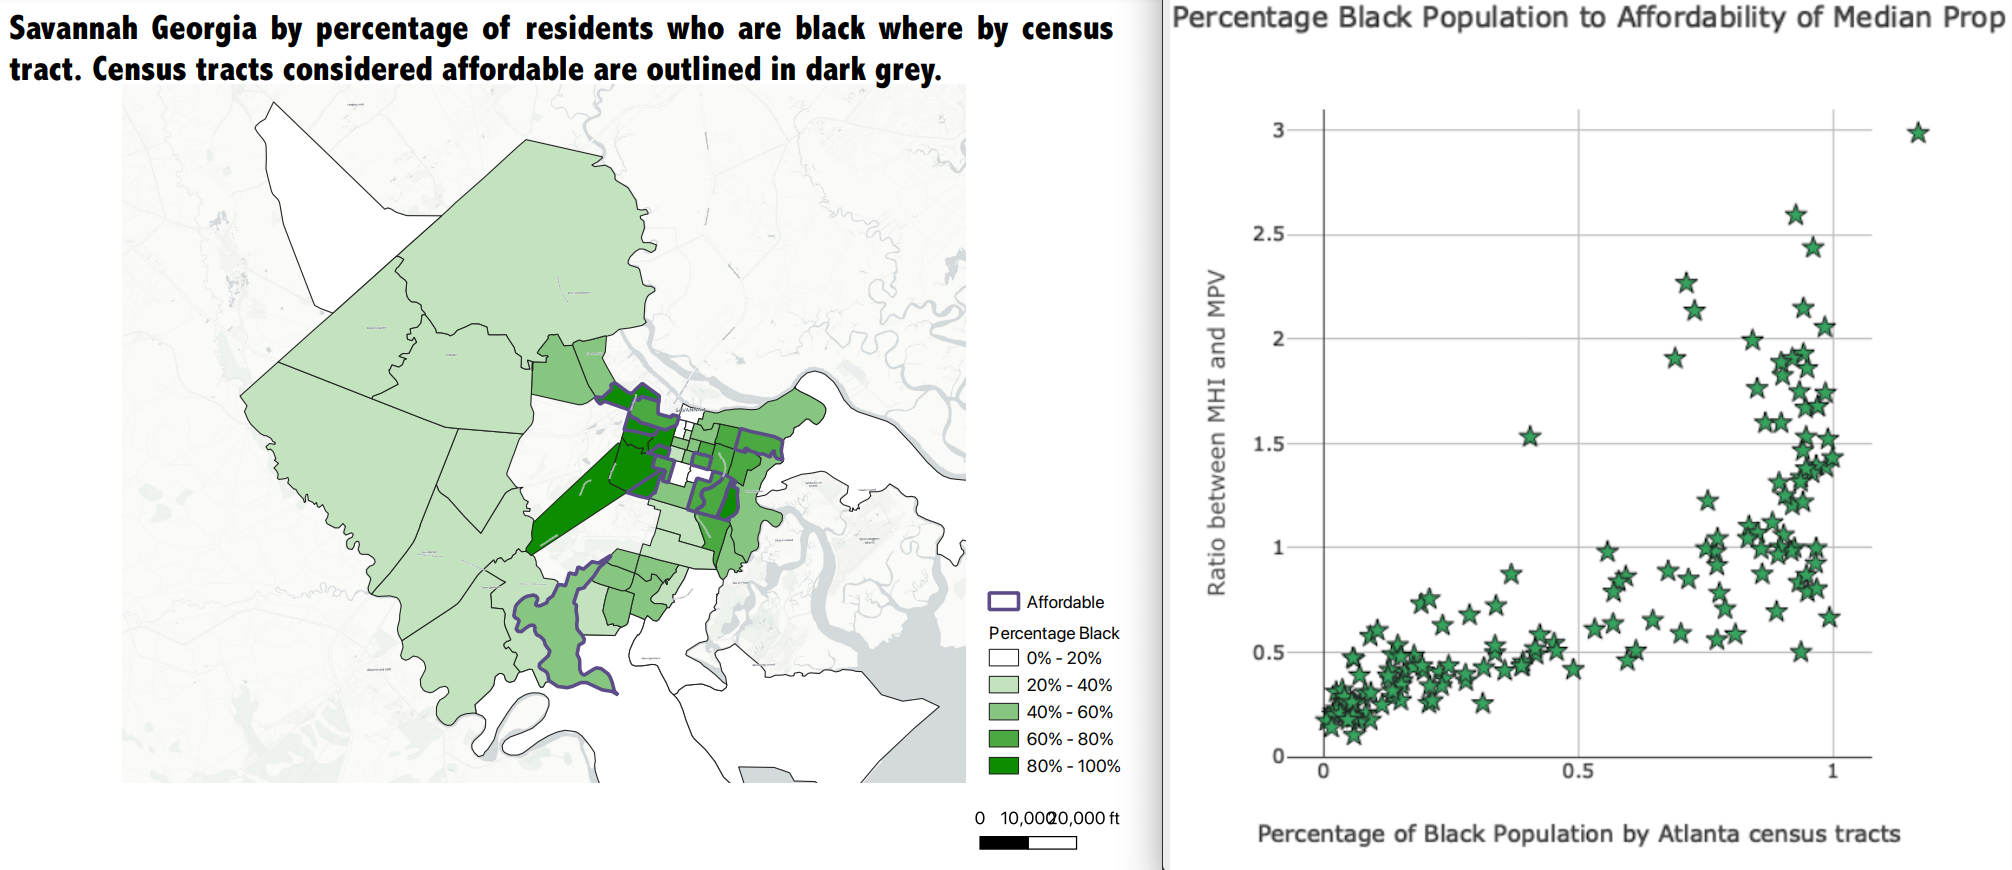 Savannah Georgia by percentage of residents who are black where by census
tract. Census tracts considered affordable are outlined in dark grey.
SAVANNAH
Affordable
Percentage Black
0% - 20%
20% - 40%
40% - 60%
60% - 80%
80% - 100%
0 10,000 20,000 ft
Percentage Black Population to Affordability of Median Prop
Ratio between MHI and MPV
3
2.5
2
1.5
1
0.5
0
0 0.5 1
Percentage of Black Population by Atlanta census tracts